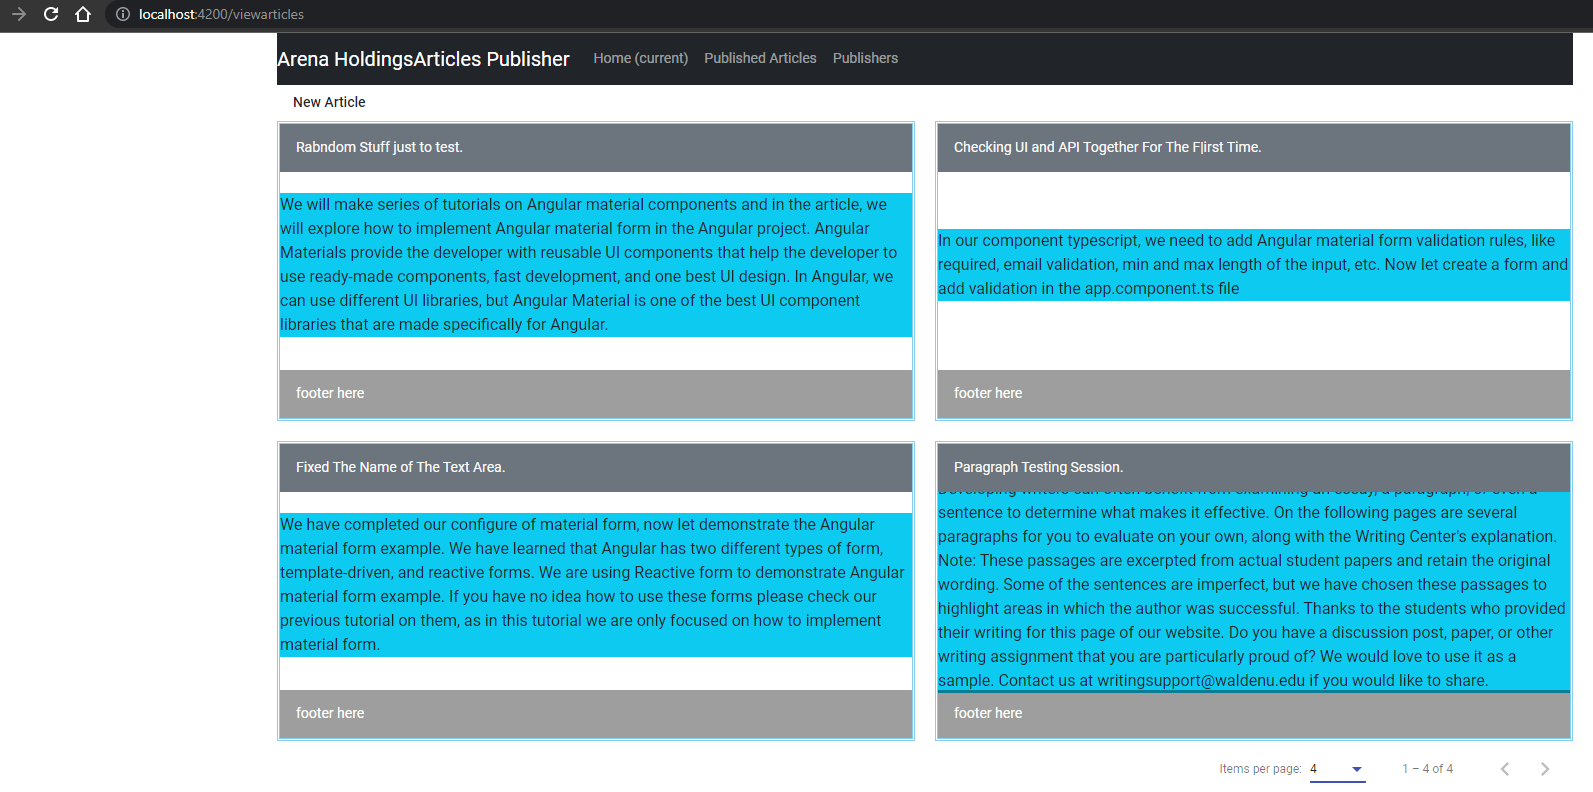 localhost:4200/viewarticles
Arena HoldingsArticles Publisher Home (current) Published Articles Publishers
New Article
Rabndom Stuff just to test.
We will make series of tutorials on Angular material components and in the article, we
will explore how to implement Angular material form in the Angular project. Angular
Materials provide the developer with reusable UI components that help the developer to
use ready-made components, fast development, and one best UI design. In Angular, we
can use different UI libraries, but Angular Material is one of the best UI component
libraries that are made specifically for Angular.
footer here
Checking UI and API Together For The F|irst Time.
In our component typescript, we need to add Angular material form validation rules, like
required, email validation, min and max length of the input, etc. Now let create a form and
add validation in the app.component.ts file
footer here
Fixed The Name of The Text Area.
We have completed our configure of material form, now let demonstrate the Angular
material form example. We have learned that Angular has two different types of form,
template-driven, and reactive forms. We are using Reactive form to demonstrate Angular
material form example. If you have no idea how to use these forms please check our
previous tutorial on them, as in this tutorial we are only focused on how to implement
material form.
footer here
Paragraph Testing Session.
Developing writers can often benefit from examining an essay, a paragraph, or even a
sentence to determine what makes it effective. On the following pages are several
paragraphs for you to evaluate on your own, along with the Writing Center's explanation.
Note: These passages are excerpted from actual student papers and retain the original
wording. Some of the sentences are imperfect, but we have chosen these passages to
highlight areas in which the author was successful. Thanks to the students who provided
their writing for this page of our website. Do you have a discussion post, paper, or other
writing assignment that you are particularly proud of? We would love to use it as a
sample. Contact us at writingsupport@waldenu.edu if you would like to share.
footer here
Items per page: 4 1 – 4 of 4